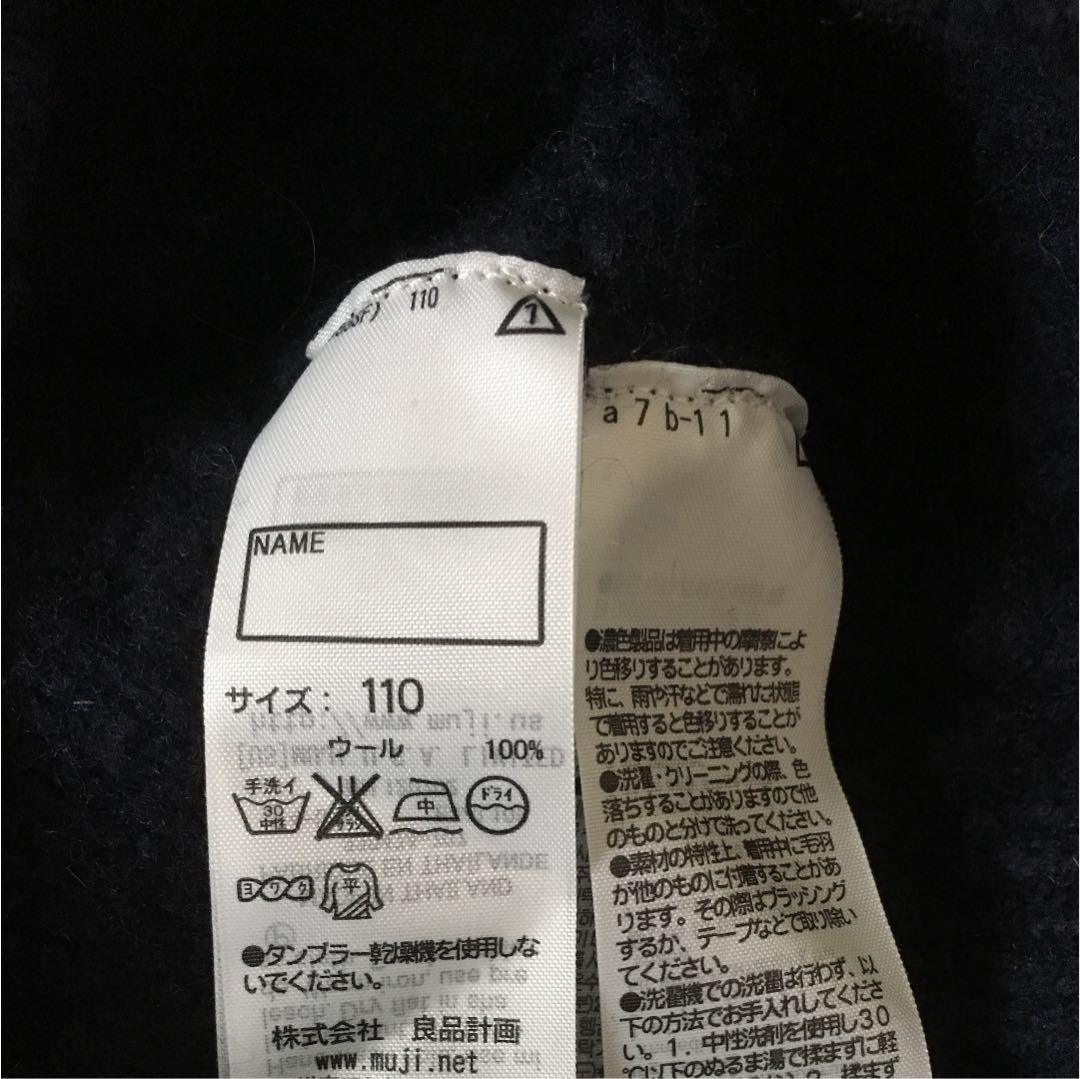 110
7
NAME
サイズ: 110
ウール 100%
手洗イ
30
中性
中
ドライ
ヨワク
平
●タンブラー乾燥機を使用しな
いでください。
株式会社 良品計画
www.muji.net
a 7 b-1 1
●濃色製品は着用中の摩擦によ
り色移りすることがあります。
特に、雨や汗などで濡れた状態
で着用すると色移りすることが
ありますのでご注意ください。
●洗濯・クリーニングの際、色
落ちすることがありますので他
のものと分けて洗ってください。
●素材の特性上、着用中に毛羽
が他のものに付着することがあ
ります。その際はブラッシング
するか、テープなどで取り除い
てください。
●洗濯機での洗濯は行わず、以
下の方法でお手入れしてくださ
い。1．中性洗剤を使用し30
℃以下のぬるま湯で揉まずに軽